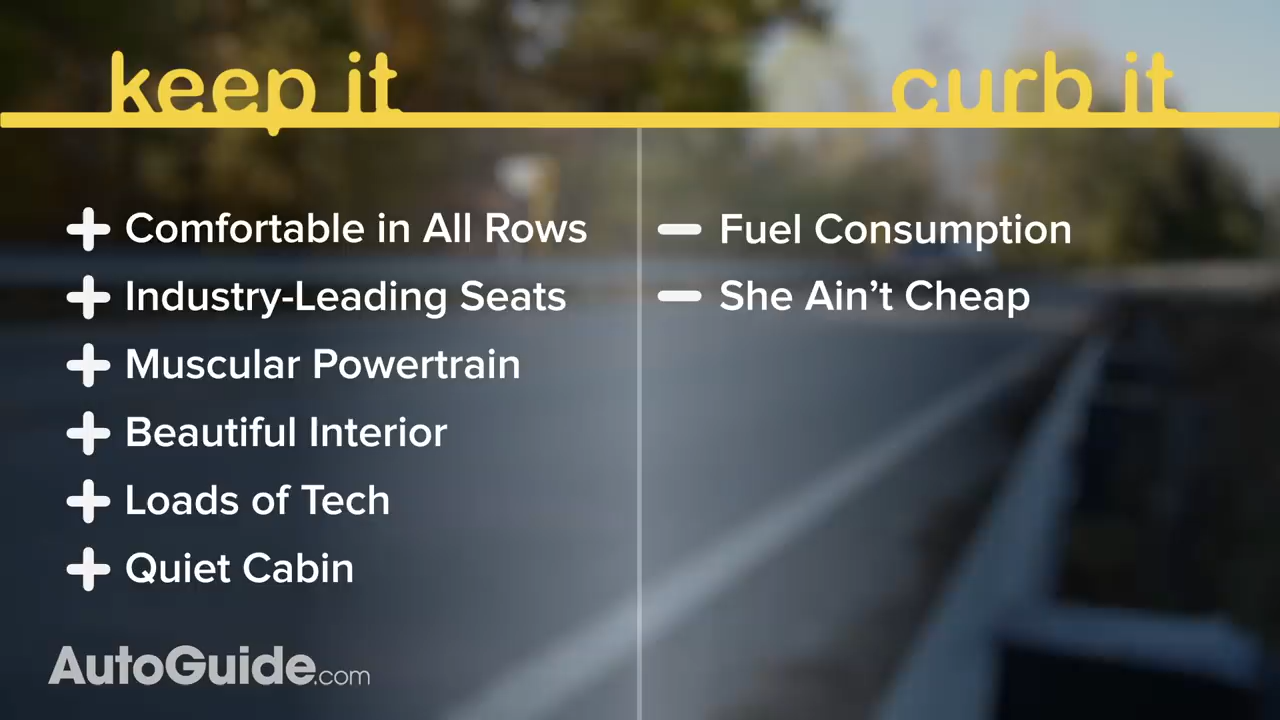 keep it
curb it
Comfortable in All Rows
Industry-Leading Seats
Muscular Powertrain
Beautiful Interior
Loads of Tech
Quiet Cabin
Fuel Consumption
She Ain’t Cheap
AutoGuide.com